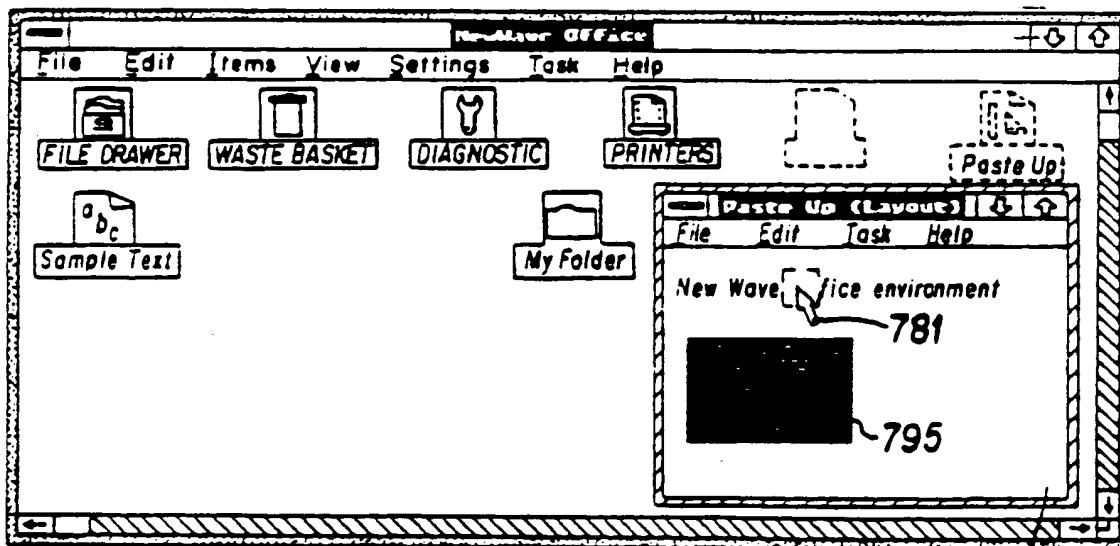 NewWave Office
File Edit Items View Settings Task Help
FILE DRAWER WASTE BASKET DIAGNOSTIC PRINTERS Paste Up
a b c
Sample Text My Folder
Paste Up (Layout)
File Edit Task Help
New Wave fice environment
781
795